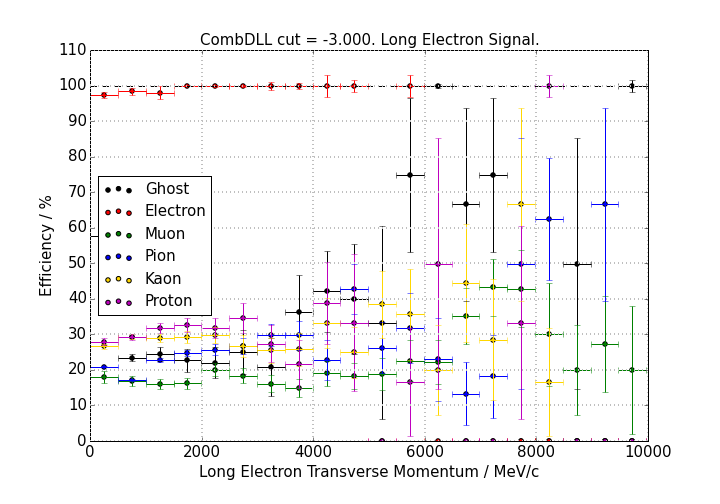 CombDLL cut = -3.000. Long Electron Signal.
110
100
90
80
70
60
50
40
30
20
10
0
Efficiency / %
Ghost
Electron
Muon
Pion
Kaon
Proton
0 2000 4000 6000 8000 10000
Long Electron Transverse Momentum / MeV/c